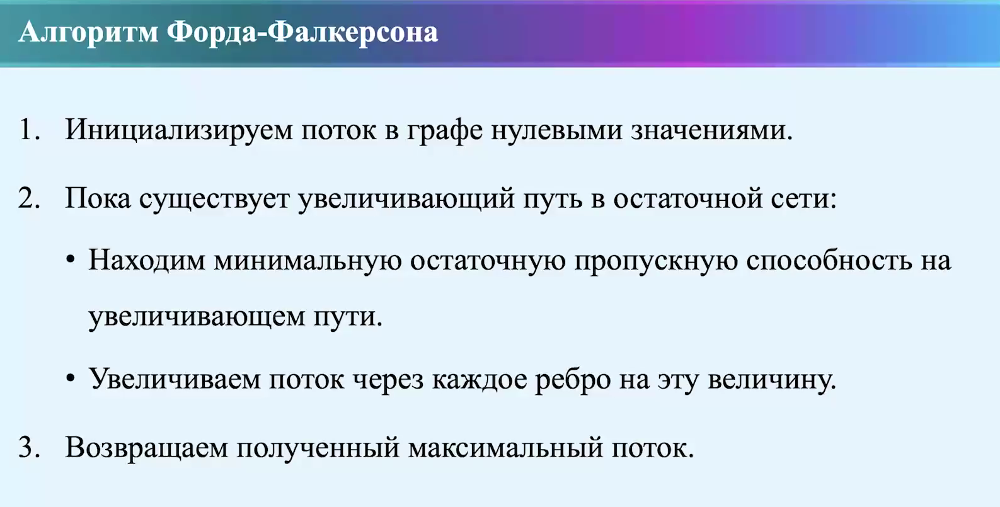 Алгоритм Форда-Фалкерсона
1. Инициализируем поток в графе нулевыми значениями.
2. Пока существует увеличивающий путь в остаточной сети:
• Находим минимальную остаточную пропускную способность на
увеличивающем пути.
• Увеличиваем поток через каждое ребро на эту величину.
3. Возвращаем полученный максимальный поток.